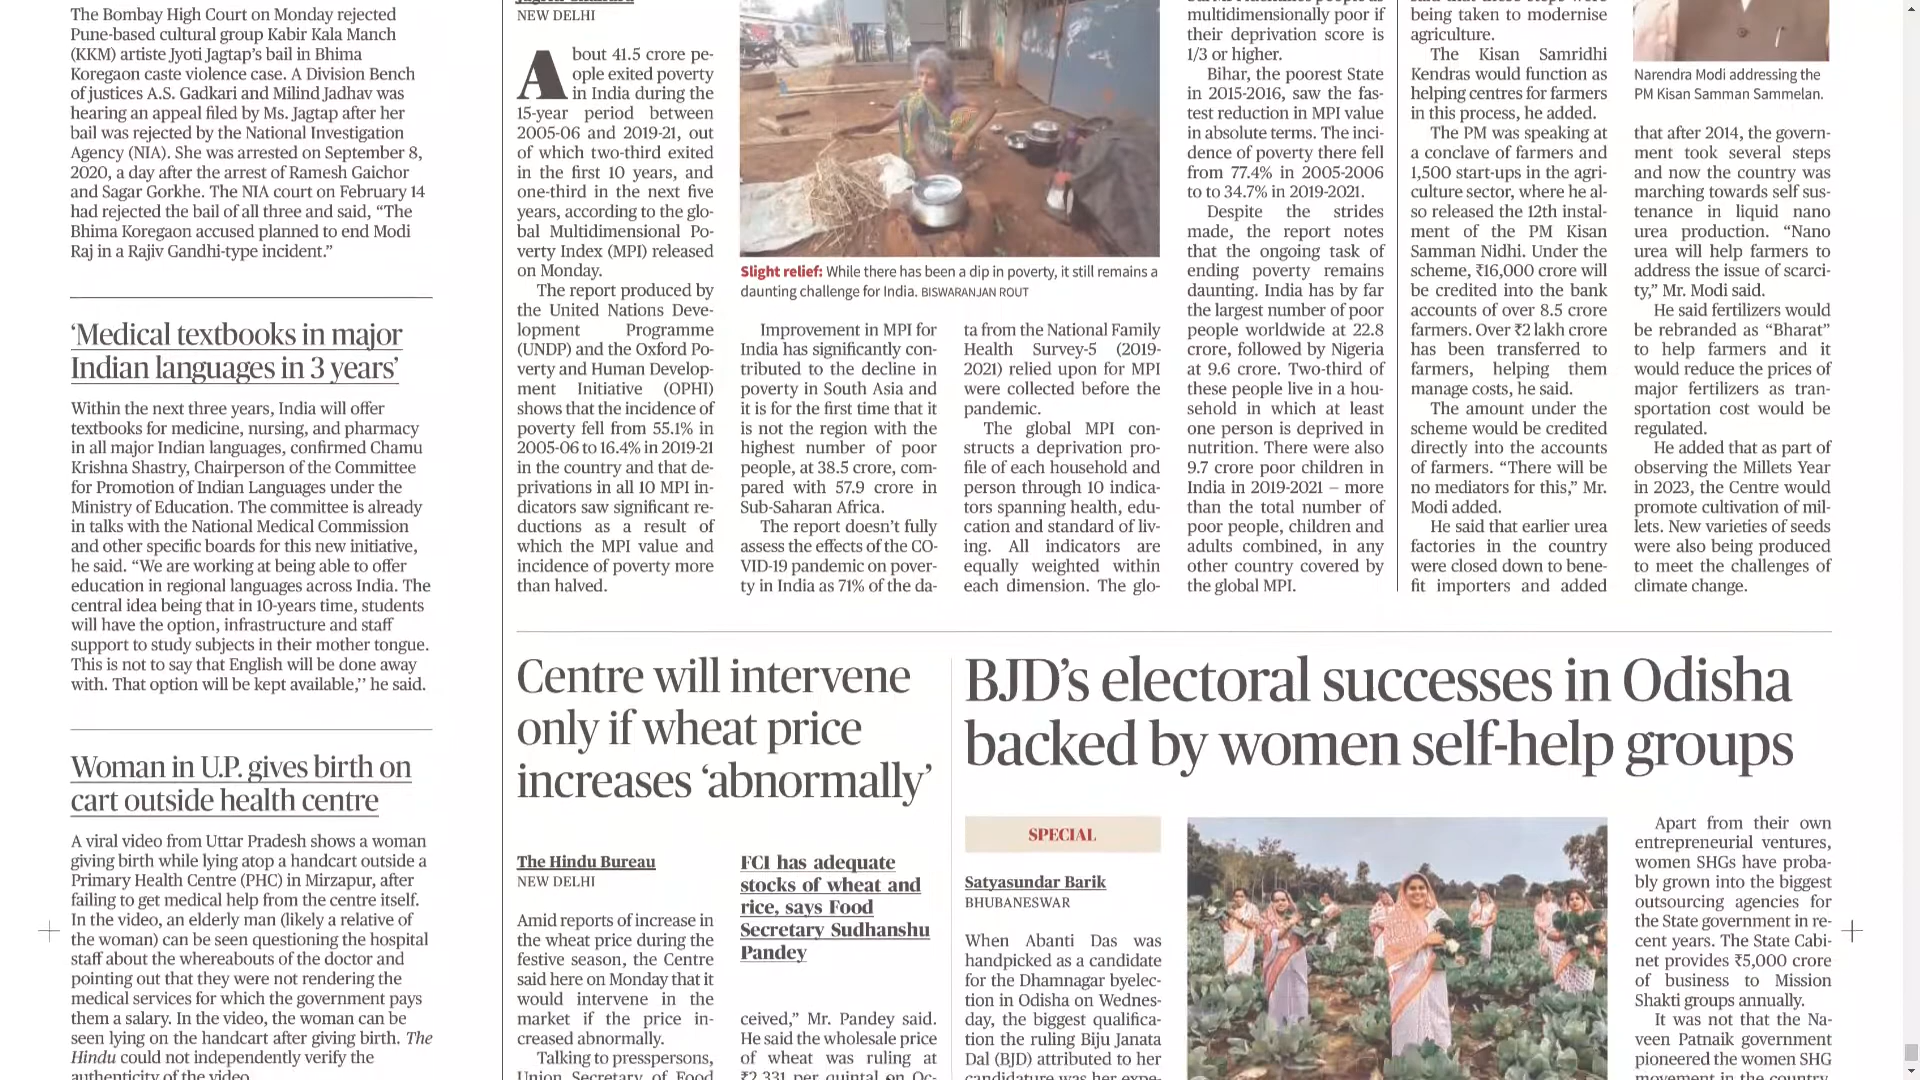 The Bombay High Court on Monday rejected
Pune-based cultural group Kabir Kala Manch
(KKM) artiste Jyoti Jagtap's bail in Bhima
Koregaon caste violence case. A Division Bench
of justices A.S. Gadkari and Milind Jadhav was
hearing an appeal filed by Ms. Jagtap after her
bail was rejected by the National Investigation
Agency (NIA). She was arrested on September 8,
2020, a day after the arrest of Ramesh Gaichor
and Sagar Gorkhe. The NIA court on February 14
had rejected the bail of all three and said, “The
Bhima Koregaon accused planned to end Modi
Raj in a Rajiv Gandhi-type incident.”
‘Medical textbooks in major
Indian languages in 3 years’
Within the next three years, India will offer
textbooks for medicine, nursing, and pharmacy
in all major Indian languages, confirmed Chamu
Krishna Shastry, Chairperson of the Committee
for Promotion of Indian Languages under the
Ministry of Education. The committee is already
in talks with the National Medical Commission
and other specific boards for this new initiative,
he said. “We are working at being able to offer
education in regional languages across India. The
central idea being that in 10-years time, students
will have the option, infrastructure and staff
support to study subjects in their mother tongue.
This is not to say that English will be done away
with. That option will be kept available,’’ he said.
Woman in U.P. gives birth on
cart outside health centre
A viral video from Uttar Pradesh shows a woman
giving birth while lying atop a handcart outside a
Primary Health Centre (PHC) in Mirzapur, after
failing to get medical help from the centre itself.
In the video, an elderly man (likely a relative of
the woman) can be seen questioning the hospital
staff about the whereabouts of the doctor and
pointing out that they were not rendering the
medical services for which the government pays
them a salary. In the video, the woman can be
seen lying on the handcart after giving birth. The
Hindu could not independently verify the
authenticity of the video.
NEW DELHI
About 41.5 crore pe-
ople exited poverty
in India during the
15-year period between
2005-06 and 2019-21, out
of which two-third exited
in the first 10 years, and
one-third in the next five
years, according to the glo-
bal Multidimensional Po-
verty Index (MPI) released
on Monday.
The report produced by
the United Nations Deve-
lopment Programme
(UNDP) and the Oxford Po-
verty and Human Develop-
ment Initiative (OPHI)
shows that the incidence of
poverty fell from 55.1% in
2005-06 to 16.4% in 2019-21
in the country and that de-
privations in all 10 MPI in-
dicators saw significant re-
ductions as a result of
which the MPI value and
incidence of poverty more
than halved.
Slight relief: While there has been a dip in poverty, it still remains a
daunting challenge for India. BISWARANJAN ROUT
Improvement in MPI for
India has significantly con-
tributed to the decline in
poverty in South Asia and
it is for the first time that it
is not the region with the
highest number of poor
people, at 38.5 crore, com-
pared with 57.9 crore in
Sub-Saharan Africa.
The report doesn’t fully
assess the effects of the CO-
VID-19 pandemic on pover-
ty in India as 71% of the da-
ta from the National Family
Health Survey-5 (2019-
2021) relied upon for MPI
were collected before the
pandemic.
The global MPI con-
structs a deprivation pro-
file of each household and
person through 10 indica-
tors spanning health, edu-
cation and standard of liv-
ing. All indicators are
equally weighted within
each dimension. The glo-
multidimensionally poor if
their deprivation score is
1/3 or higher.
Bihar, the poorest State
in 2015-2016, saw the fas-
test reduction in MPI value
in absolute terms. The inci-
dence of poverty there fell
from 77.4% in 2005-2006
to to 34.7% in 2019-2021.
Despite the strides
made, the report notes
that the ongoing task of
ending poverty remains
daunting. India has by far
the largest number of poor
people worldwide at 22.8
crore, followed by Nigeria
at 9.6 crore. Two-third of
these people live in a hou-
sehold in which at least
one person is deprived in
nutrition. There were also
9.7 crore poor children in
India in 2019-2021 – more
than the total number of
poor people, children and
adults combined, in any
other country covered by
the global MPI.
being taken to modernise
agriculture.
The Kisan Samridhi
Kendras would function as
helping centres for farmers
in this process, he added.
The PM was speaking at
a conclave of farmers and
1,500 start-ups in the agri-
culture sector, where he al-
so released the 12th instal-
ment of the PM Kisan
Samman Nidhi. Under the
scheme, ₹16,000 crore will
be credited into the bank
accounts of over 8.5 crore
farmers. Over ₹2 lakh crore
has been transferred to
farmers, helping them
manage costs, he said.
The amount under the
scheme would be credited
directly into the accounts
of farmers. “There will be
no mediators for this,” Mr.
Modi added.
He said that earlier urea
factories in the country
were closed down to bene-
fit importers and added
Narendra Modi addressing the
PM Kisan Samman Sammelan.
that after 2014, the govern-
ment took several steps
and now the country was
marching towards self sus-
tenance in liquid nano
urea production. “Nano
urea will help farmers to
address the issue of scarci-
ty,” Mr. Modi said.
He said fertilizers would
be rebranded as “Bharat”
to help farmers and it
would reduce the prices of
major fertilizers as tran-
sportation cost would be
regulated.
He added that as part of
observing the Millets Year
in 2023, the Centre would
promote cultivation of mil-
lets. New varieties of seeds
were also being produced
to meet the challenges of
climate change.
Centre will intervene
only if wheat price
increases ‘abnormally’
The Hindu Bureau
NEW DELHI
Amid reports of increase in
the wheat price during the
festive season, the Centre
said here on Monday that it
would intervene in the
market if the price in-
creased abnormally.
Talking to presspersons,
Union Secretary of Food
FCI has adequate
stocks of wheat and
rice, says Food
Secretary Sudhanshu
Pandey
ceived,” Mr. Pandey said.
He said the wholesale price
of wheat was ruling at
₹2,331 per quintal on Oc-
BJD’s electoral successes in Odisha
backed by women self-help groups
SPECIAL
Satyasundar Barik
BHUBANESWAR
When Abanti Das was
handpicked as a candidate
for the Dhamnagar byelec-
tion in Odisha on Wednes-
day, the biggest qualifica-
tion the ruling Biju Janata
Dal (BJD) attributed to her
candidature was her expe-
Apart from their own
entrepreneurial ventures,
women SHGs have proba-
bly grown into the biggest
outsourcing agencies for
the State government in re-
cent years. The State Cabi-
net provides ₹5,000 crore
of business to Mission
Shakti groups annually.
It was not that the Na-
veen Patnaik government
pioneered the women SHG
movement in the country.